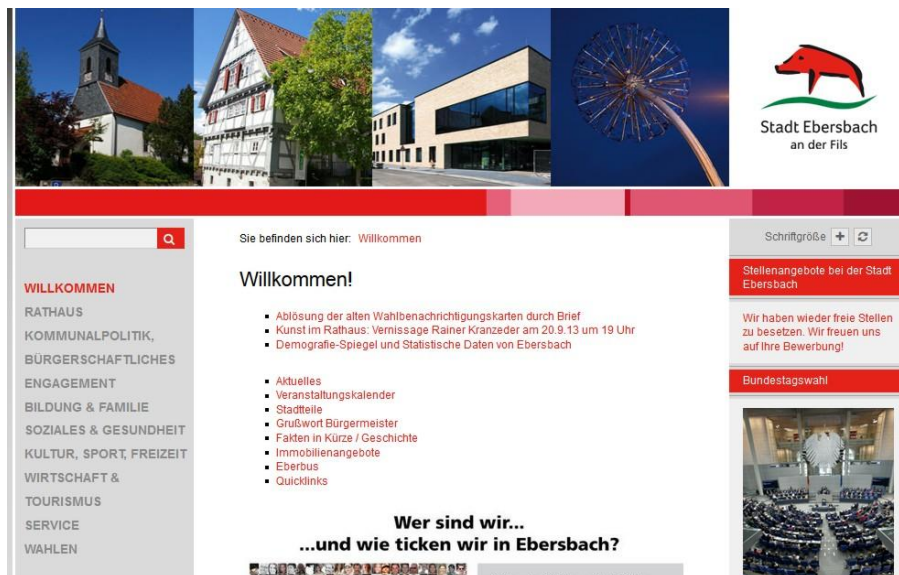 Stadt Ebersbach
an der Fils
Sie befinden sich hier: Willkommen
Schriftgröße
WILLKOMMEN
RATHAUS
KOMMUNALPOLITIK,
BÜRGERSCHAFTLICHES
ENGAGEMENT
BILDUNG & FAMILIE
SOZIALES & GESUNDHEIT
KULTUR, SPORT, FREIZEIT
WIRTSCHAFT &
TOURISMUS
SERVICE
WAHLEN
Willkommen!
Ablösung der alten Wahlbenachrichtigungskarten durch Brief
Kunst im Rathaus: Vernissage Rainer Kranzeder am 20.9.13 um 19 Uhr
Demografie-Spiegel und Statistische Daten von Ebersbach
Aktuelles
Veranstaltungskalender
Stadtteile
Grußwort Bürgermeister
Fakten in Kürze / Geschichte
Immobilienangebote
Eberbus
Quicklinks
Wer sind wir...
...und wie ticken wir in Ebersbach?
Stellenangebote bei der Stadt
Ebersbach
Wir haben wieder freie Stellen
zu besetzen. Wir freuen uns
auf Ihre Bewerbung!
Bundestagswahl